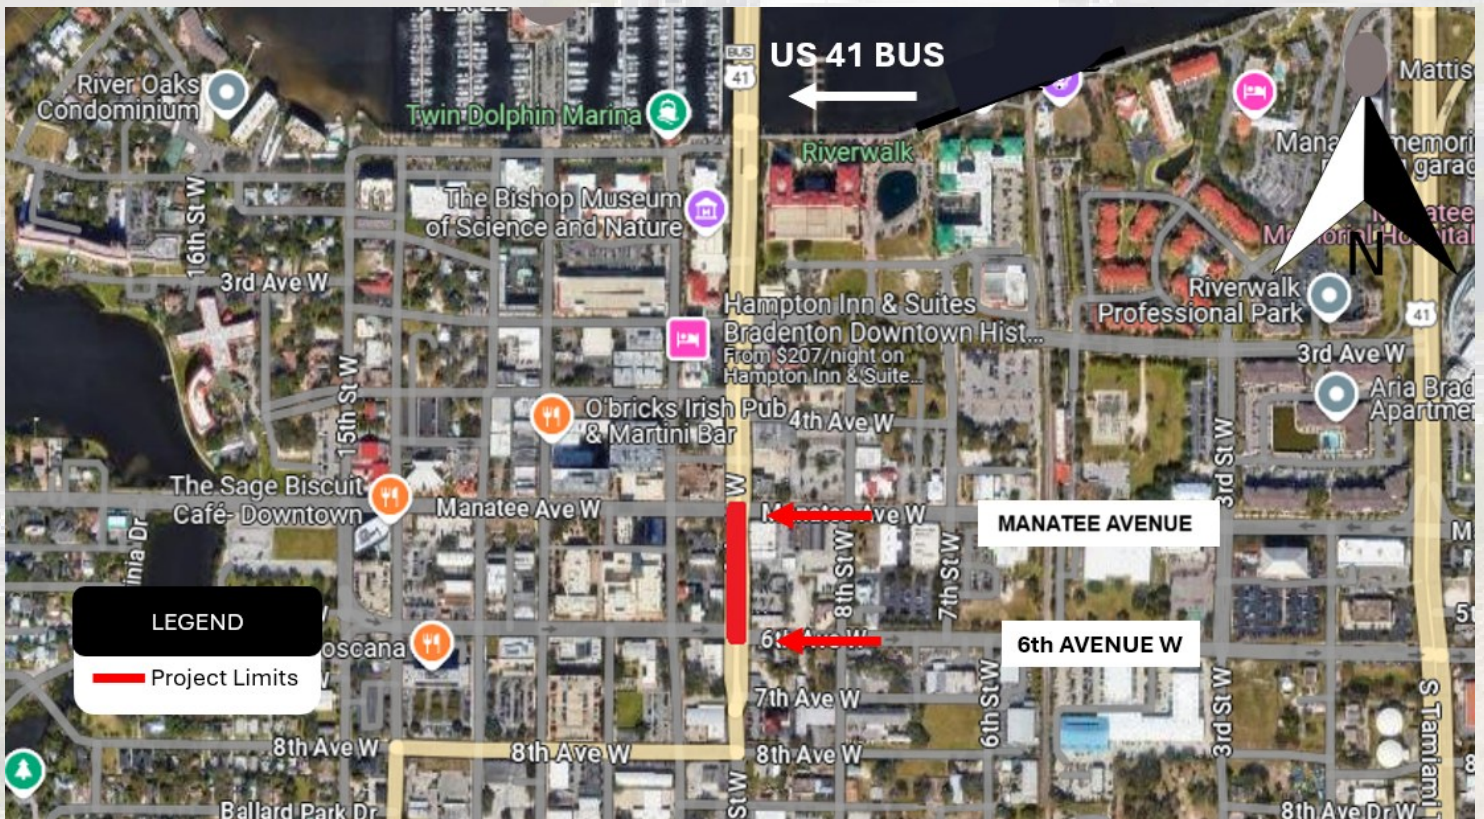 BUS
41
US 41 BUS
River Oaks
Condominium
Twin Dolphin Marina
Mattis
Riverwalk
The Bishop Museum
of Science and Nature
16th St W
3rd Ave W
N
Riverwalk
Professional Park
41
Hampton Inn & Suites
Bradenton Downtown Hist...
From $207/night on
Hampton Inn & Suite...
3rd Ave W
Aria Brad
Apartme
O'bricks Irish Pub
& Martini Bar
4th Ave W
15th St W
3rd St W
The Sage Biscuit
Café- Downtown
Manatee Ave W
W
ve W
MANATEE AVENUE
M
8th St W
7th St W
LEGEND
Project Limits
oscana
6th AVENUE W
7th Ave W
6th St W
3rd St W
8th Ave W
8th Ave W
8th Ave W
St W
Ballard Park Dr
8th Ave Dr W
S Tamiami T